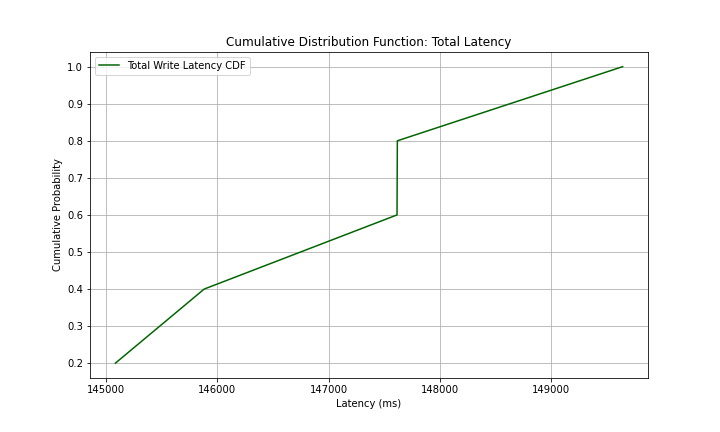 Cumulative Distribution Function: Total Latency
Total Write Latency CDF
Cumulative Probability
1.0
0.9
0.8
0.7
0.6
0.5
0.4
0.3
0.2
145000 146000 147000 148000 149000
Latency (ms)